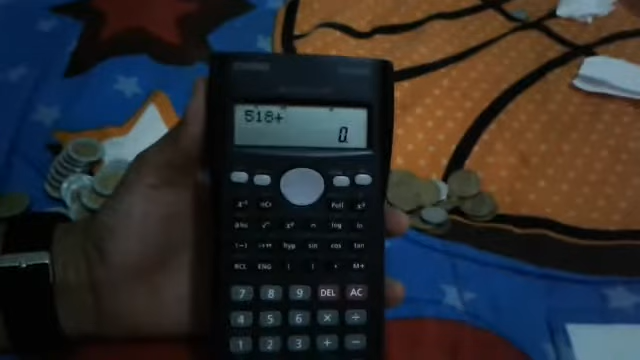 518+
0.
Pol(
x³
log
ln
(−)
hyp
sin
cos
tan
RCL
ENG
(
)
,
M+
7
8
9
DEL
AC
4
5
6
×
÷
1
2
3
+
−